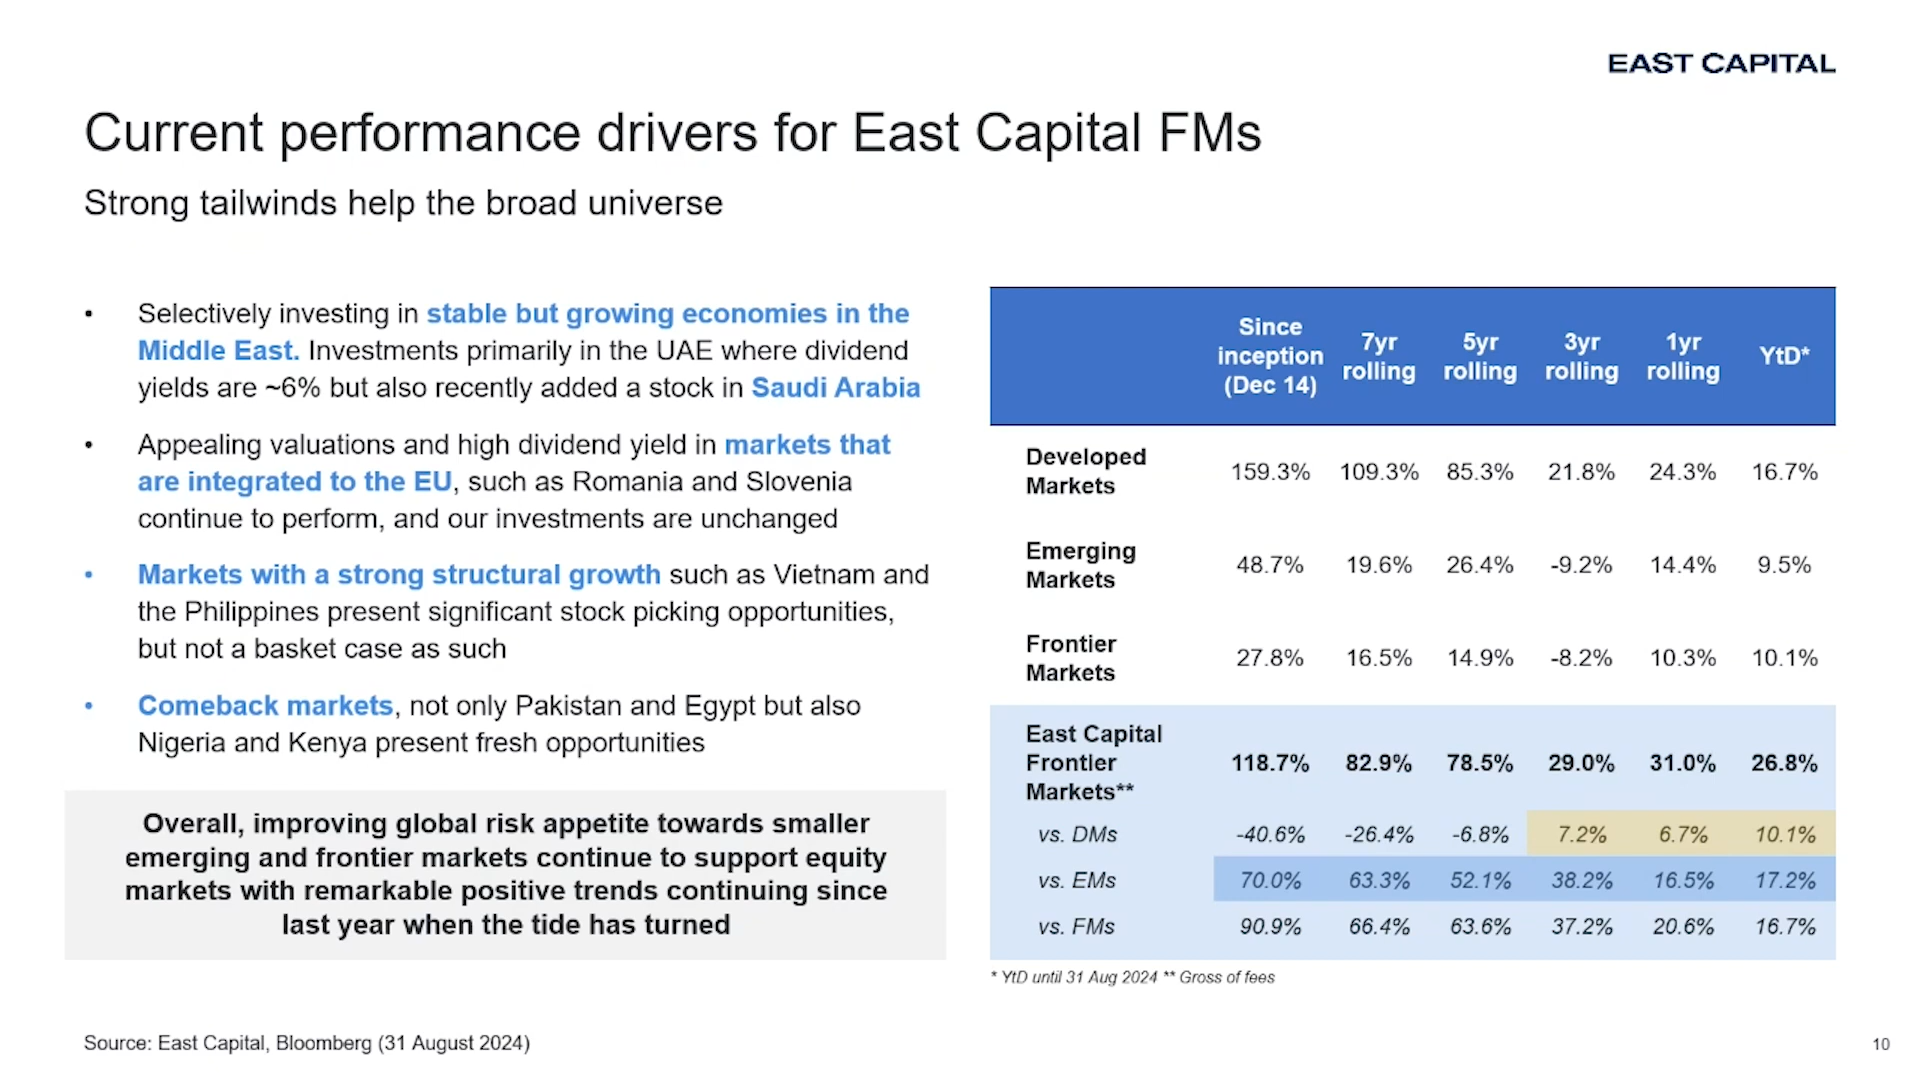 EAST CAPITAL
Current performance drivers for East Capital FMs
Strong tailwinds help the broad universe
• Selectively investing in stable but growing economies in the
Middle East. Investments primarily in the UAE where dividend
yields are ~6% but also recently added a stock in Saudi Arabia
• Appealing valuations and high dividend yield in markets that
are integrated to the EU, such as Romania and Slovenia
continue to perform, and our investments are unchanged
• Markets with a strong structural growth such as Vietnam and
the Philippines present significant stock picking opportunities,
but not a basket case as such
• Comeback markets, not only Pakistan and Egypt but also
Nigeria and Kenya present fresh opportunities
Overall, improving global risk appetite towards smaller
emerging and frontier markets continue to support equity
markets with remarkable positive trends continuing since
last year when the tide has turned
Since
inception
(Dec 14)
7yr
rolling
5yr
rolling
3yr
rolling
1yr
rolling
YtD*
Developed
Markets
159.3% 109.3% 85.3% 21.8% 24.3% 16.7%
Emerging
Markets
48.7% 19.6% 26.4% -9.2% 14.4% 9.5%
Frontier
Markets
27.8% 16.5% 14.9% -8.2% 10.3% 10.1%
East Capital
Frontier
Markets**
118.7% 82.9% 78.5% 29.0% 31.0% 26.8%
vs. DMs -40.6% -26.4% -6.8% 7.2% 6.7% 10.1%
vs. EMs 70.0% 63.3% 52.1% 38.2% 16.5% 17.2%
vs. FMs 90.9% 66.4% 63.6% 37.2% 20.6% 16.7%
* YtD until 31 Aug 2024 ** Gross of fees
Source: East Capital, Bloomberg (31 August 2024)
10